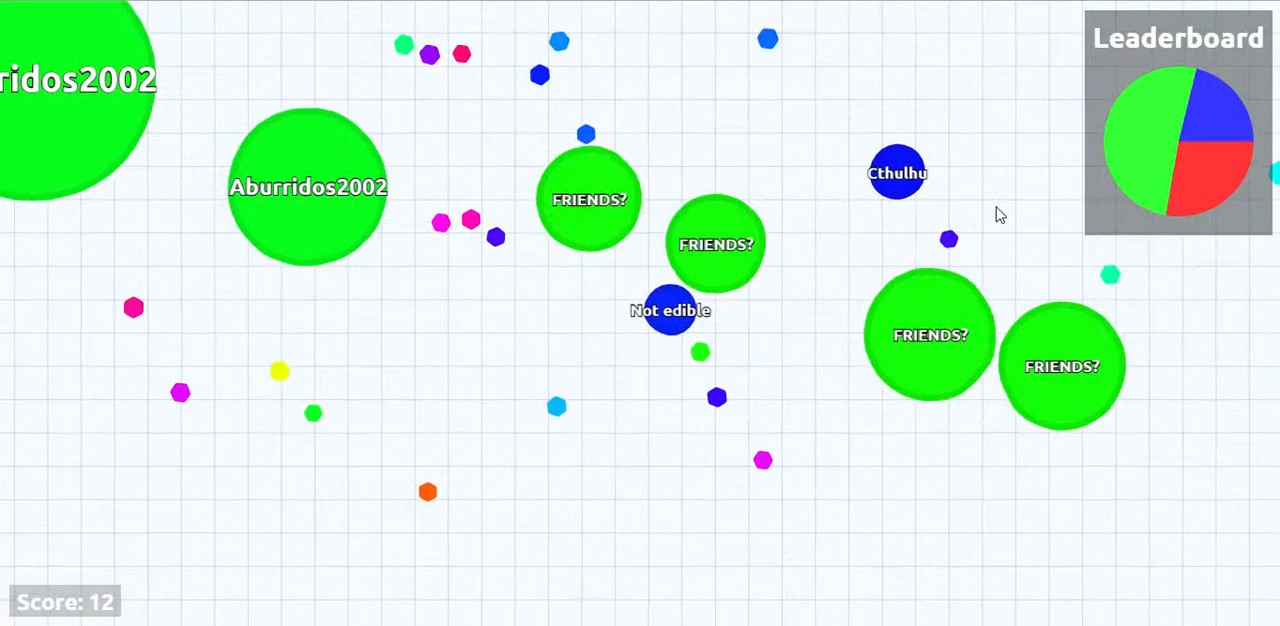 Leaderboard
ridos2002
Aburridos2002
FRIENDS?
FRIENDS?
Cthulhu
Not edible
FRIENDS?
FRIENDS?
Score: 12